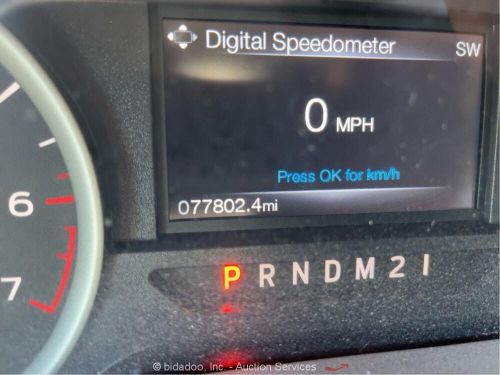 Digital Speedometer
SW
0 MPH
Press OK for km/h
077802.4mi
6
7
P R N D M 2 1
© bidadoo, Inc. - Auction Services